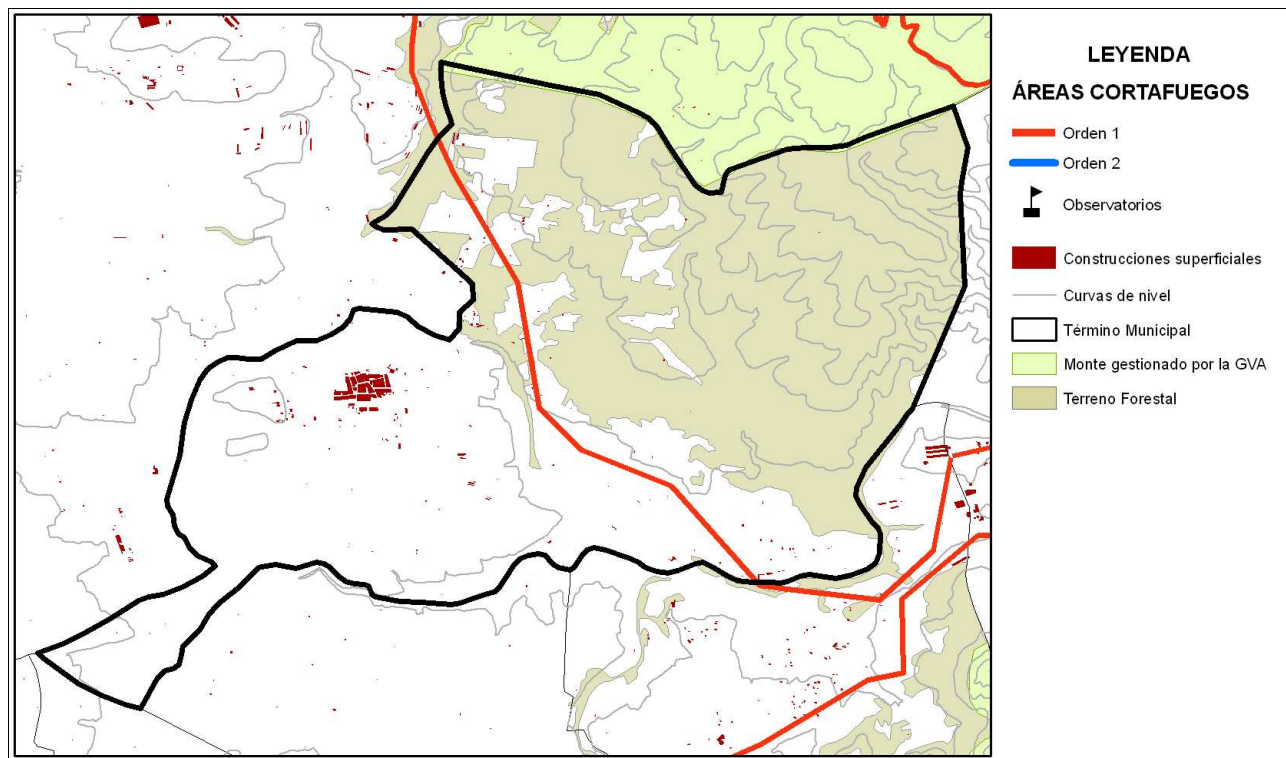 LEYENDA
ÁREAS CORTAFUEGOS
Orden 1
Orden 2
Observatorios
Construcciones superficiales
Curvas de nivel
Término Municipal
Monte gestionado por la GVA
Terreno Forestal